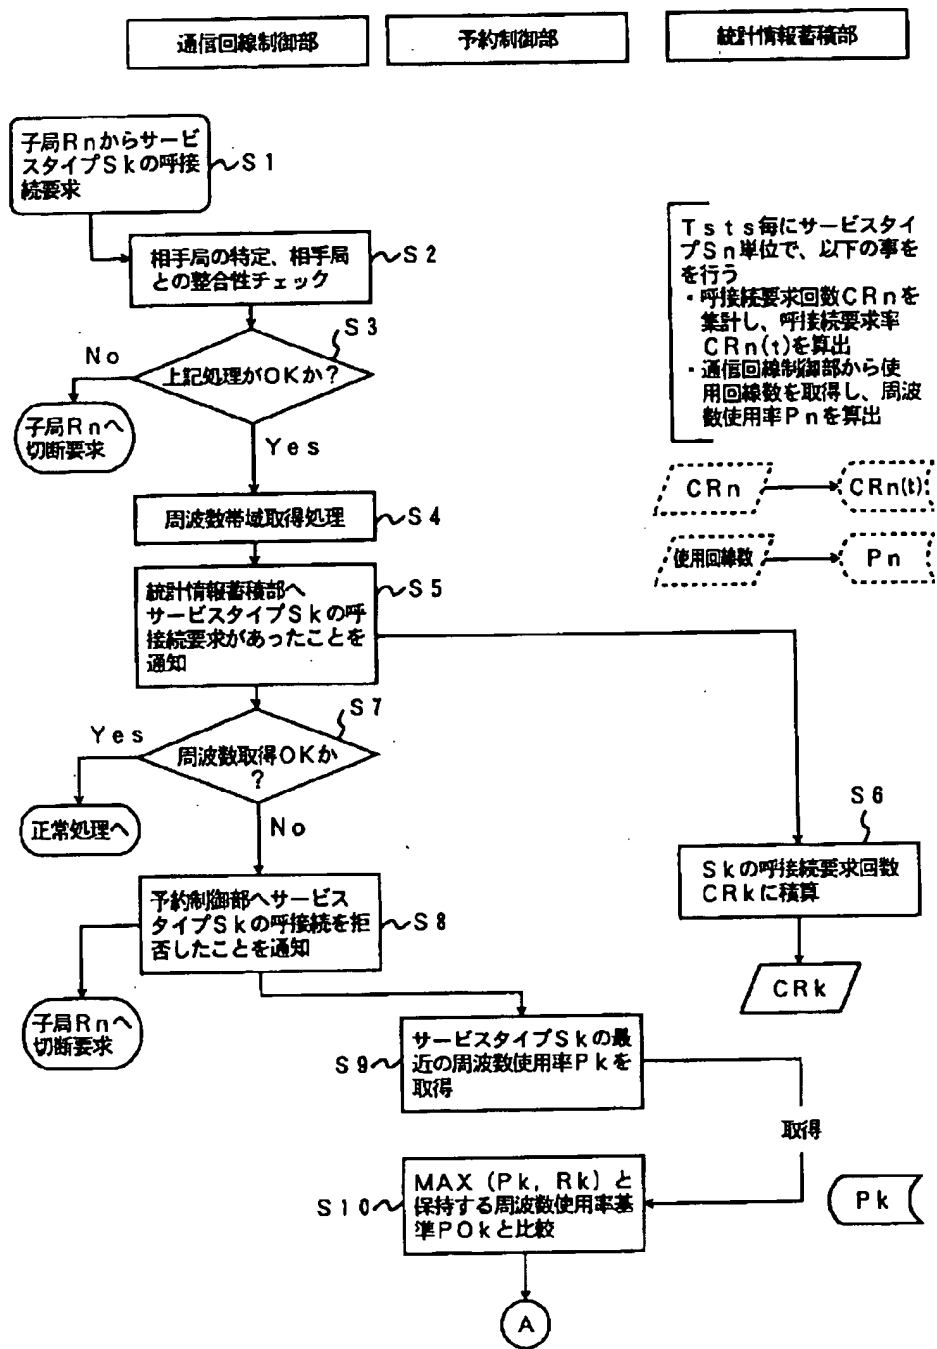 通信回線制御部
予約制御部
統計情報蓄積部
子局Rnからサービ
スタイプSkの呼接
続要求
S1
相手局の特定、相手局
との整合性チェック
S2
S3
上記処理がOKか?
No
子局Rnへ
切断要求
Yes
周波数帯域取得処理
S4
統計情報蓄積部へ
サービスタイプSkの呼
接続要求があったことを
通知
S5
S7
Yes
周波数取得OKか
?
正常処理へ
No
予約制御部へサービス
タイプSkの呼接続を拒
否したことを通知
S8
子局Rnへ
切断要求
Tsts毎にサービスタイ
プSn単位で、以下の事を
を行う
・呼接続要求回数CRnを
集計し、呼接続要求率
CRn(t)を算出
・通信回線制御部から使
用回線数を取得し、周波
数使用率Pnを算出
CRn
CRn(t)
使用回線数
Pn
S6
Skの呼接続要求回数
CRkに積算
CRk
S9
サービスタイプSkの最
近の周波数使用率Pkを
取得
取得
Pk
S10
MAX(Pk,Rk)と
保持する周波数使用率基
準POkと比較
A